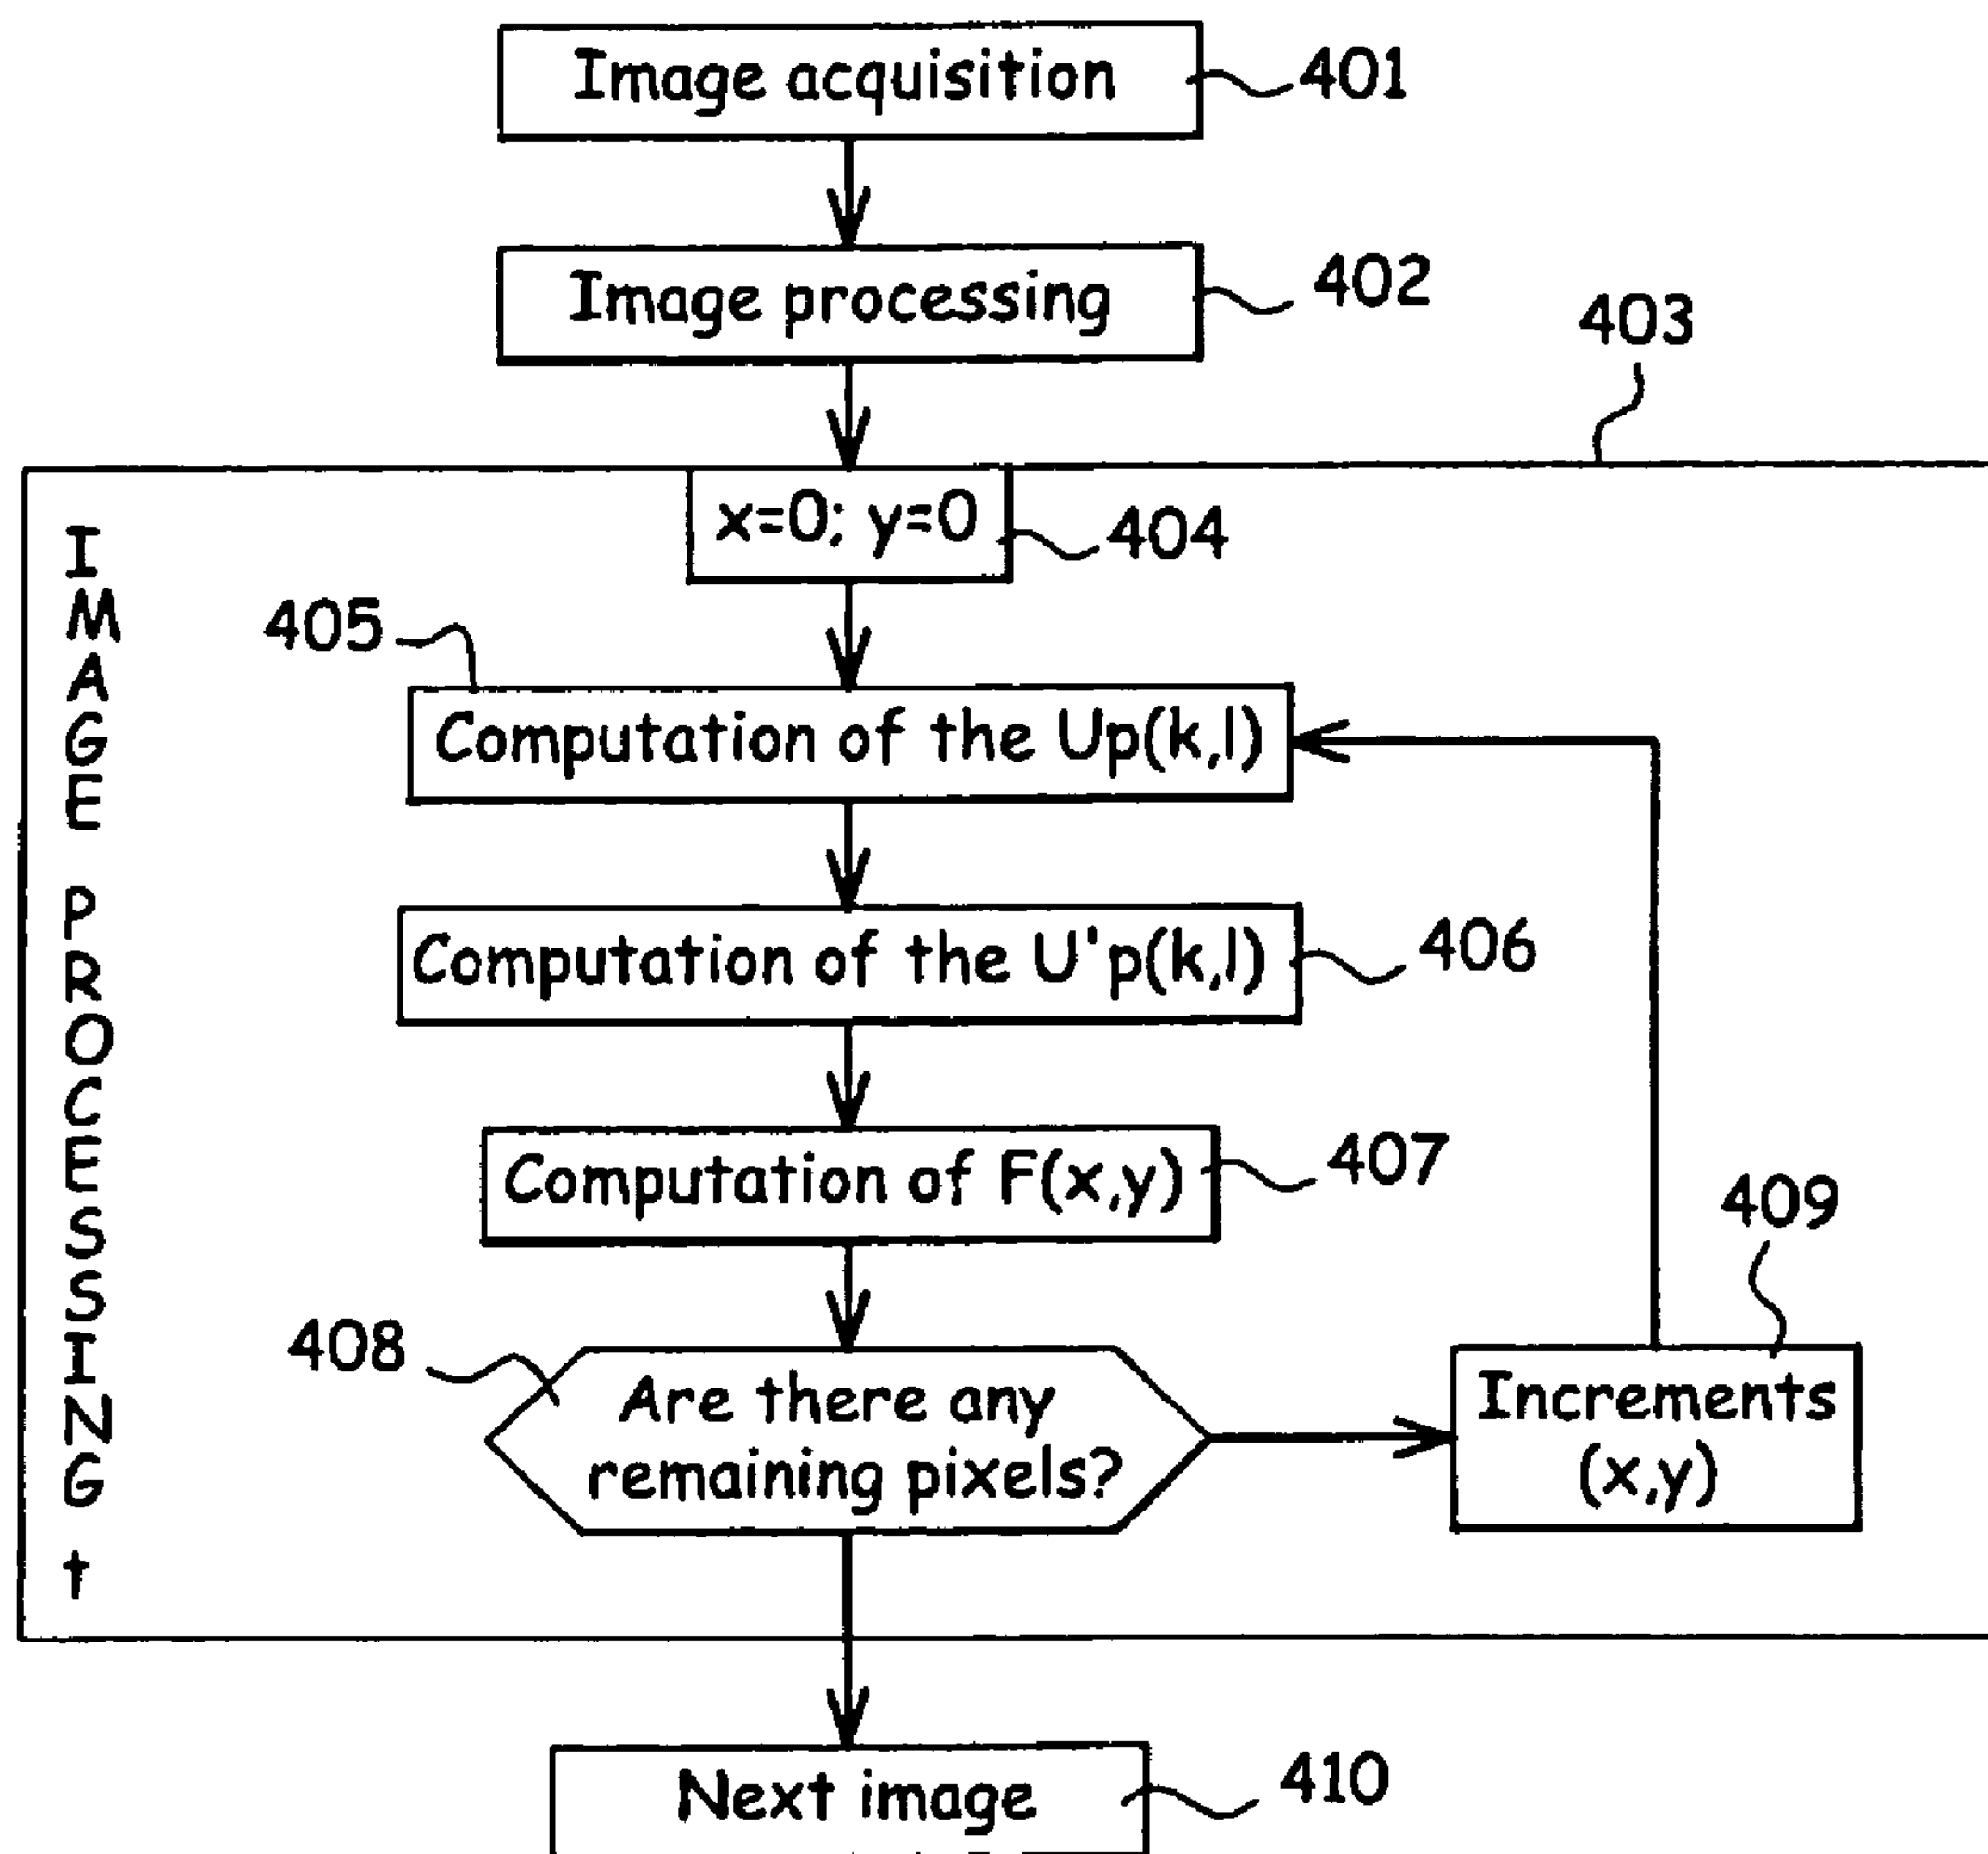 Image acquisition
401
Image processing
402
403
x=0; y=0
404
IMAGE PROCESSING t
405
Computation of the Up(k,l)
Computation of the U'p(k,l)
406
Computation of F(x,y)
407
409
408
Are there any
remaining pixels?
Increments
(x,y)
Next image
410